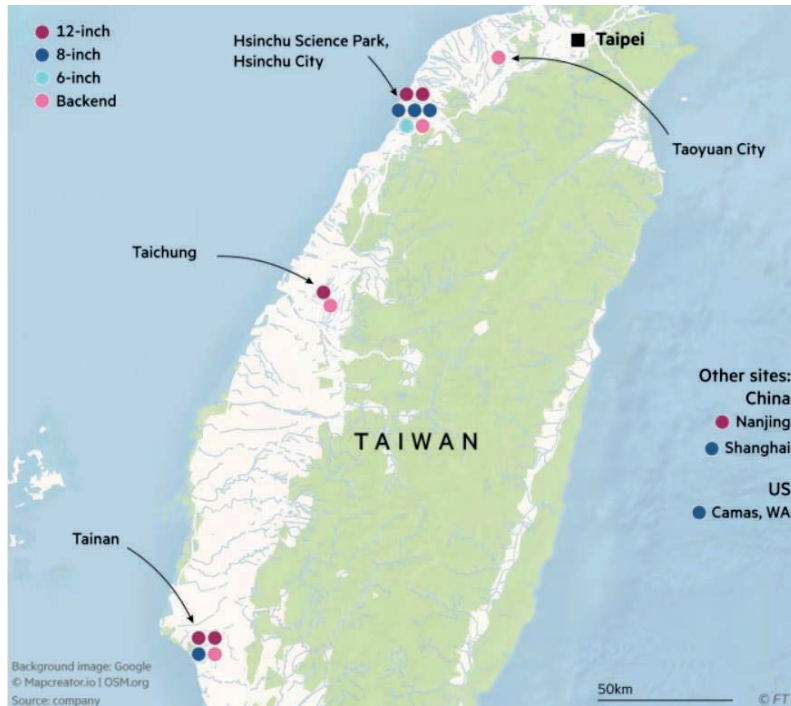 12-inch
8-inch
6-inch
Backend
Hsinchu Science Park,
Hsinchu City
Taipei
Taoyuan City
Taichung
Other sites:
China
Nanjing
Shanghai
TAIWAN
US
Camas, WA
Tainan
Background image: Google
© Mapcreator.io | OSM.org
Source: company
50km
© FT